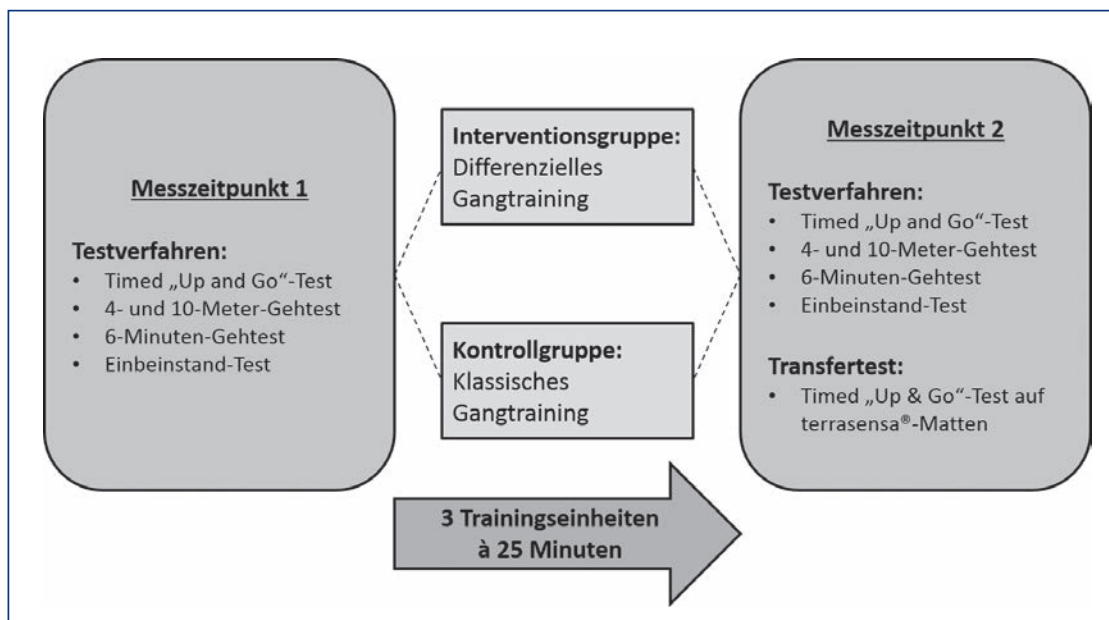 Messzeitpunkt 1
Testverfahren:
• Timed „Up and Go“-Test
• 4- und 10-Meter-Gehtest
• 6-Minuten-Gehtest
• Einbeinstand-Test
Interventionsgruppe:
Differenzielles
Gangtraining
Kontrollgruppe:
Klassisches
Gangtraining
3 Trainingseinheiten
à 25 Minuten
Messzeitpunkt 2
Testverfahren:
• Timed „Up and Go“-Test
• 4- und 10-Meter-Gehtest
• 6-Minuten-Gehtest
• Einbeinstand-Test
Transfertest:
• Timed „Up & Go“-Test auf
terrasensa®-Matten